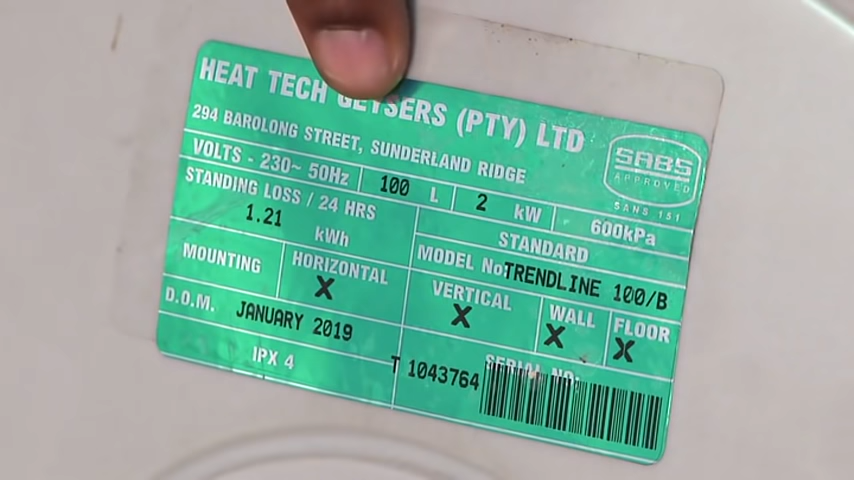 HEAT TECH GEYSERS (PTY) LTD
294 BAROLONG STREET, SUNDERLAND RIDGE
SABS
APPROVED
SANS 151
VOLTS - 230~ 50Hz 100 L 2 kW 600kPa
STANDING LOSS / 24 HRS
1.21
kWh
STANDARD
MODEL No TRENDLINE 100/B
MOUNTING HORIZONTAL X VERTICAL X WALL X FLOOR X
D.O.M. JANUARY 2019
SERIAL NO:
IPX 4
T 1043764